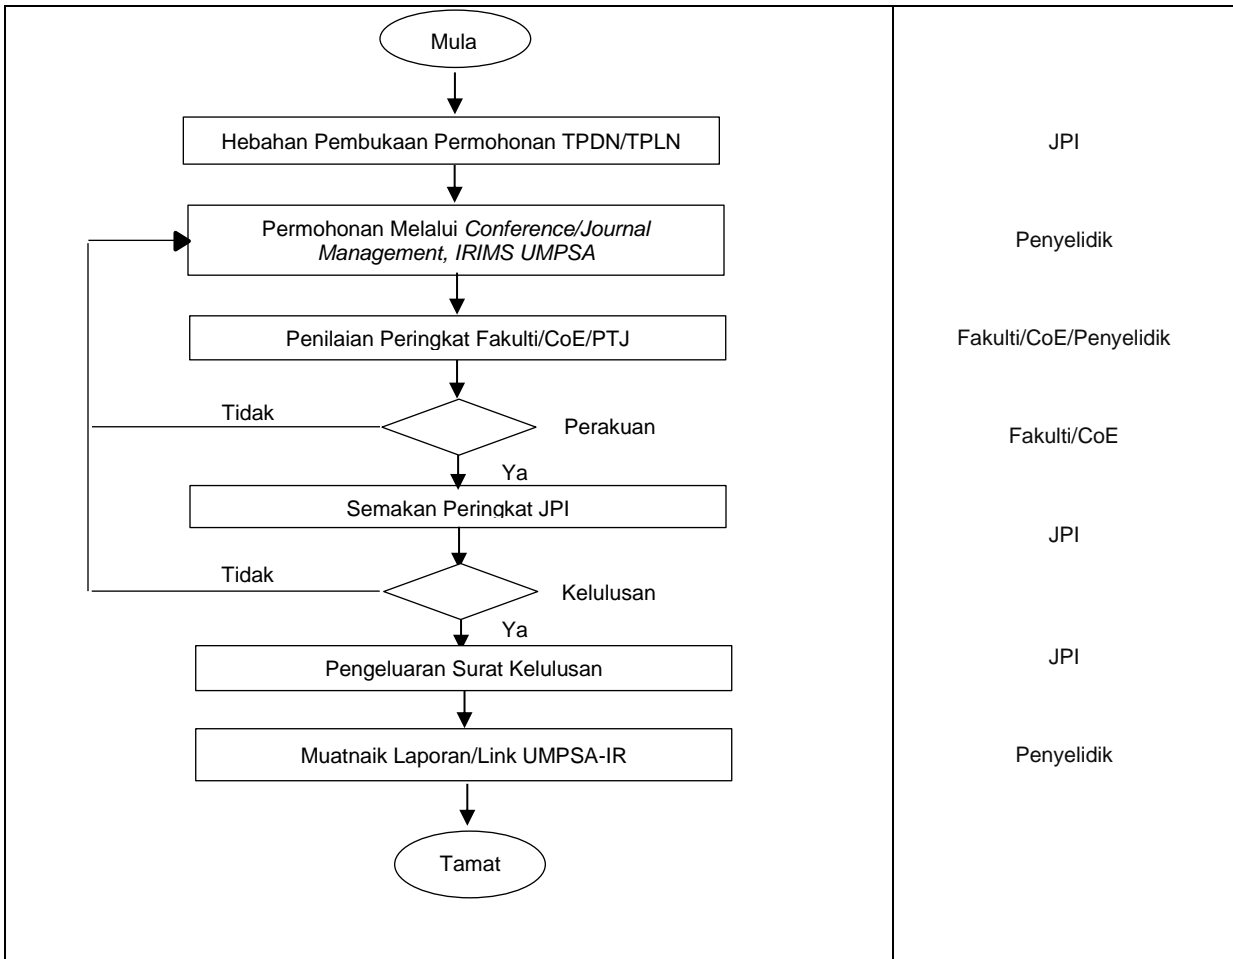 Mula
Hebahan Pembukaan Permohonan TPDN/TPLN
JPI
Permohonan Melalui Conference/Journal
Management, IRIMS UMPSA
Penyelidik
Penilaian Peringkat Fakulti/CoE/PTJ
Fakulti/CoE/Penyelidik
Tidak
Perakuan
Fakulti/CoE
Ya
Semakan Peringkat JPI
JPI
Tidak
Kelulusan
Ya
Pengeluaran Surat Kelulusan
JPI
Muatnaik Laporan/Link UMPSA-IR
Penyelidik
Tamat